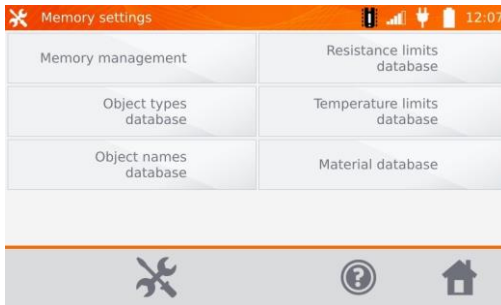 Memory settings
12:07
Memory management
Resistance limits
database
Object types
database
Temperature limits
database
Object names
database
Material database
?